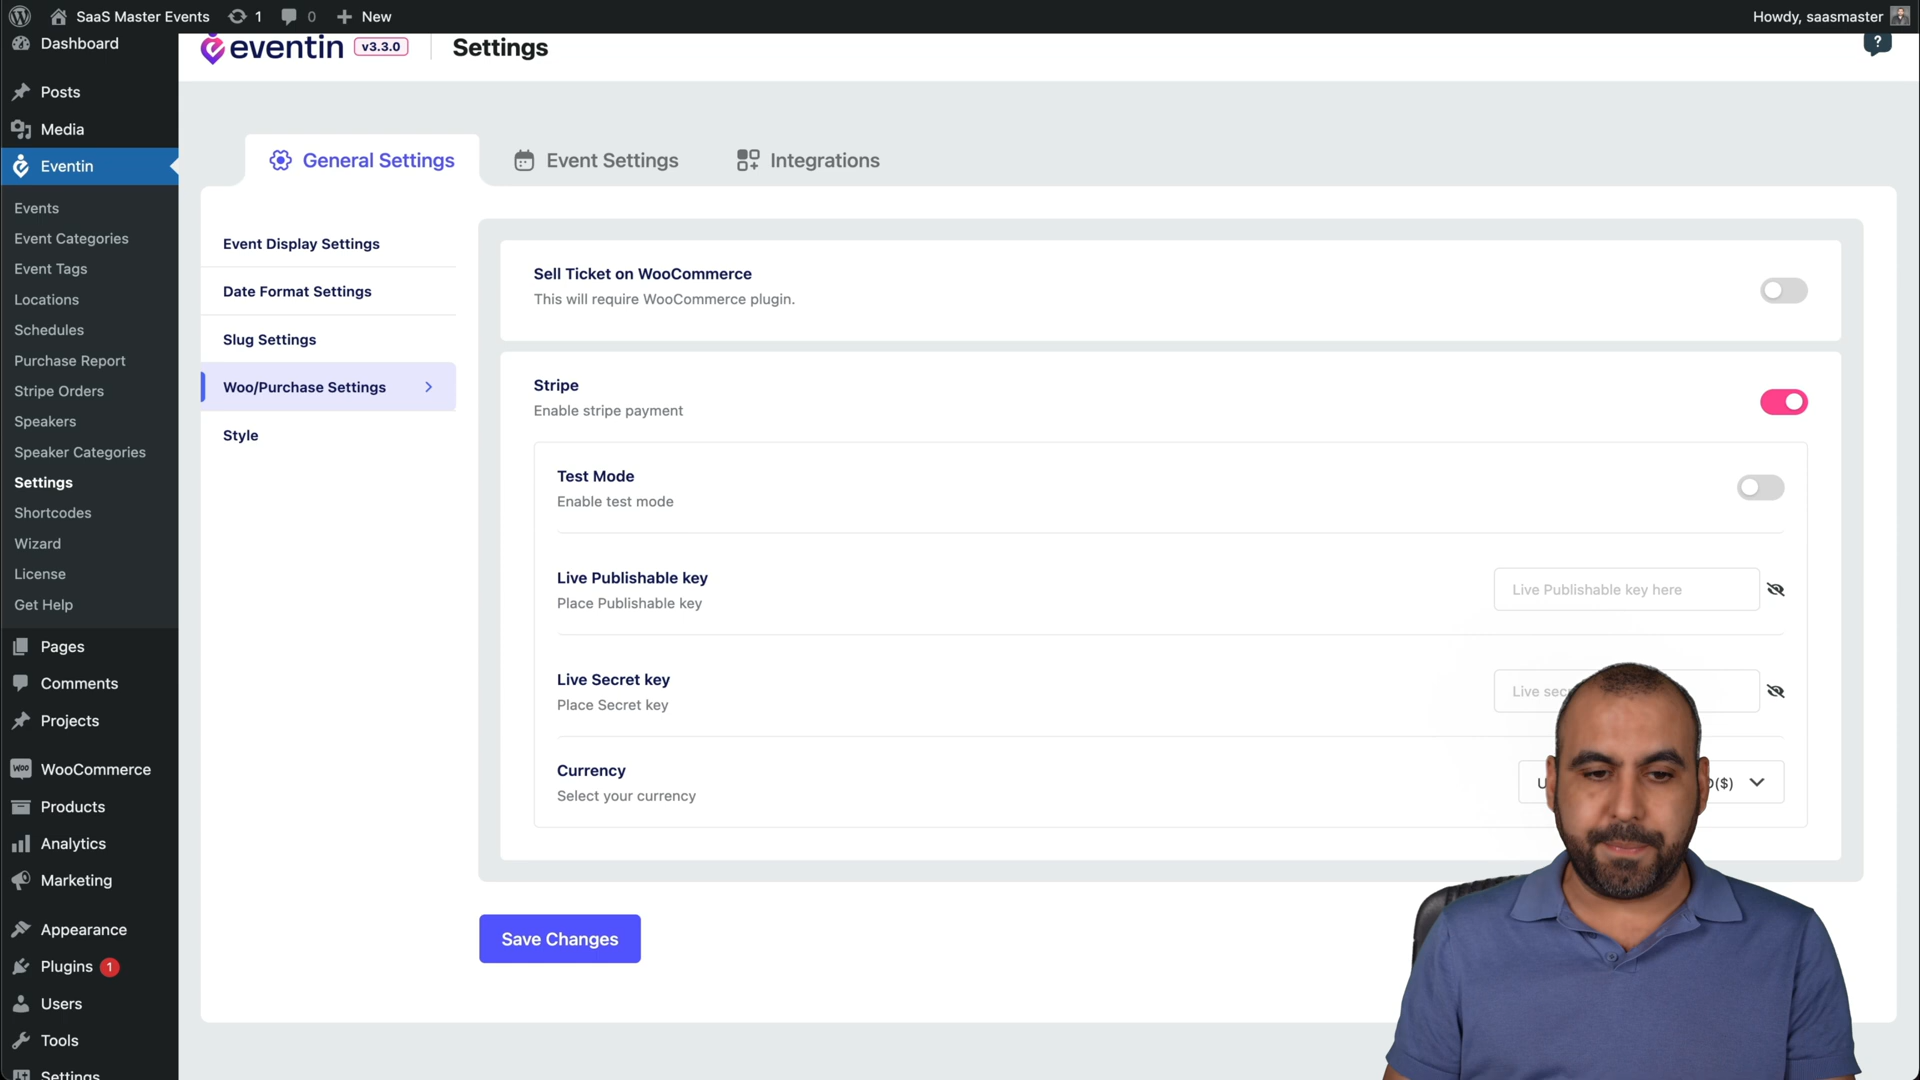 SaaS Master Events
1
0
New
Howdy, saasmaster
Dashboard
Posts
Media
Eventin
Events
Event Categories
Event Tags
Locations
Schedules
Purchase Report
Stripe Orders
Speakers
Speaker Categories
Settings
Shortcodes
Wizard
License
Get Help
Pages
Comments
Projects
WooCommerce
Products
Analytics
Marketing
Appearance
Plugins 1
Users
Tools
Settings
eventin
v3.3.0
Settings
?
General Settings
Event Settings
Integrations
Event Display Settings
Date Format Settings
Slug Settings
Woo/Purchase Settings
Style
Sell Ticket on WooCommerce
This will require WooCommerce plugin.
Stripe
Enable stripe payment
Test Mode
Enable test mode
Live Publishable key
Place Publishable key
Live Publishable key here
Live Secret key
Place Secret key
Live
Currency
Select your currency
($)
Save Changes